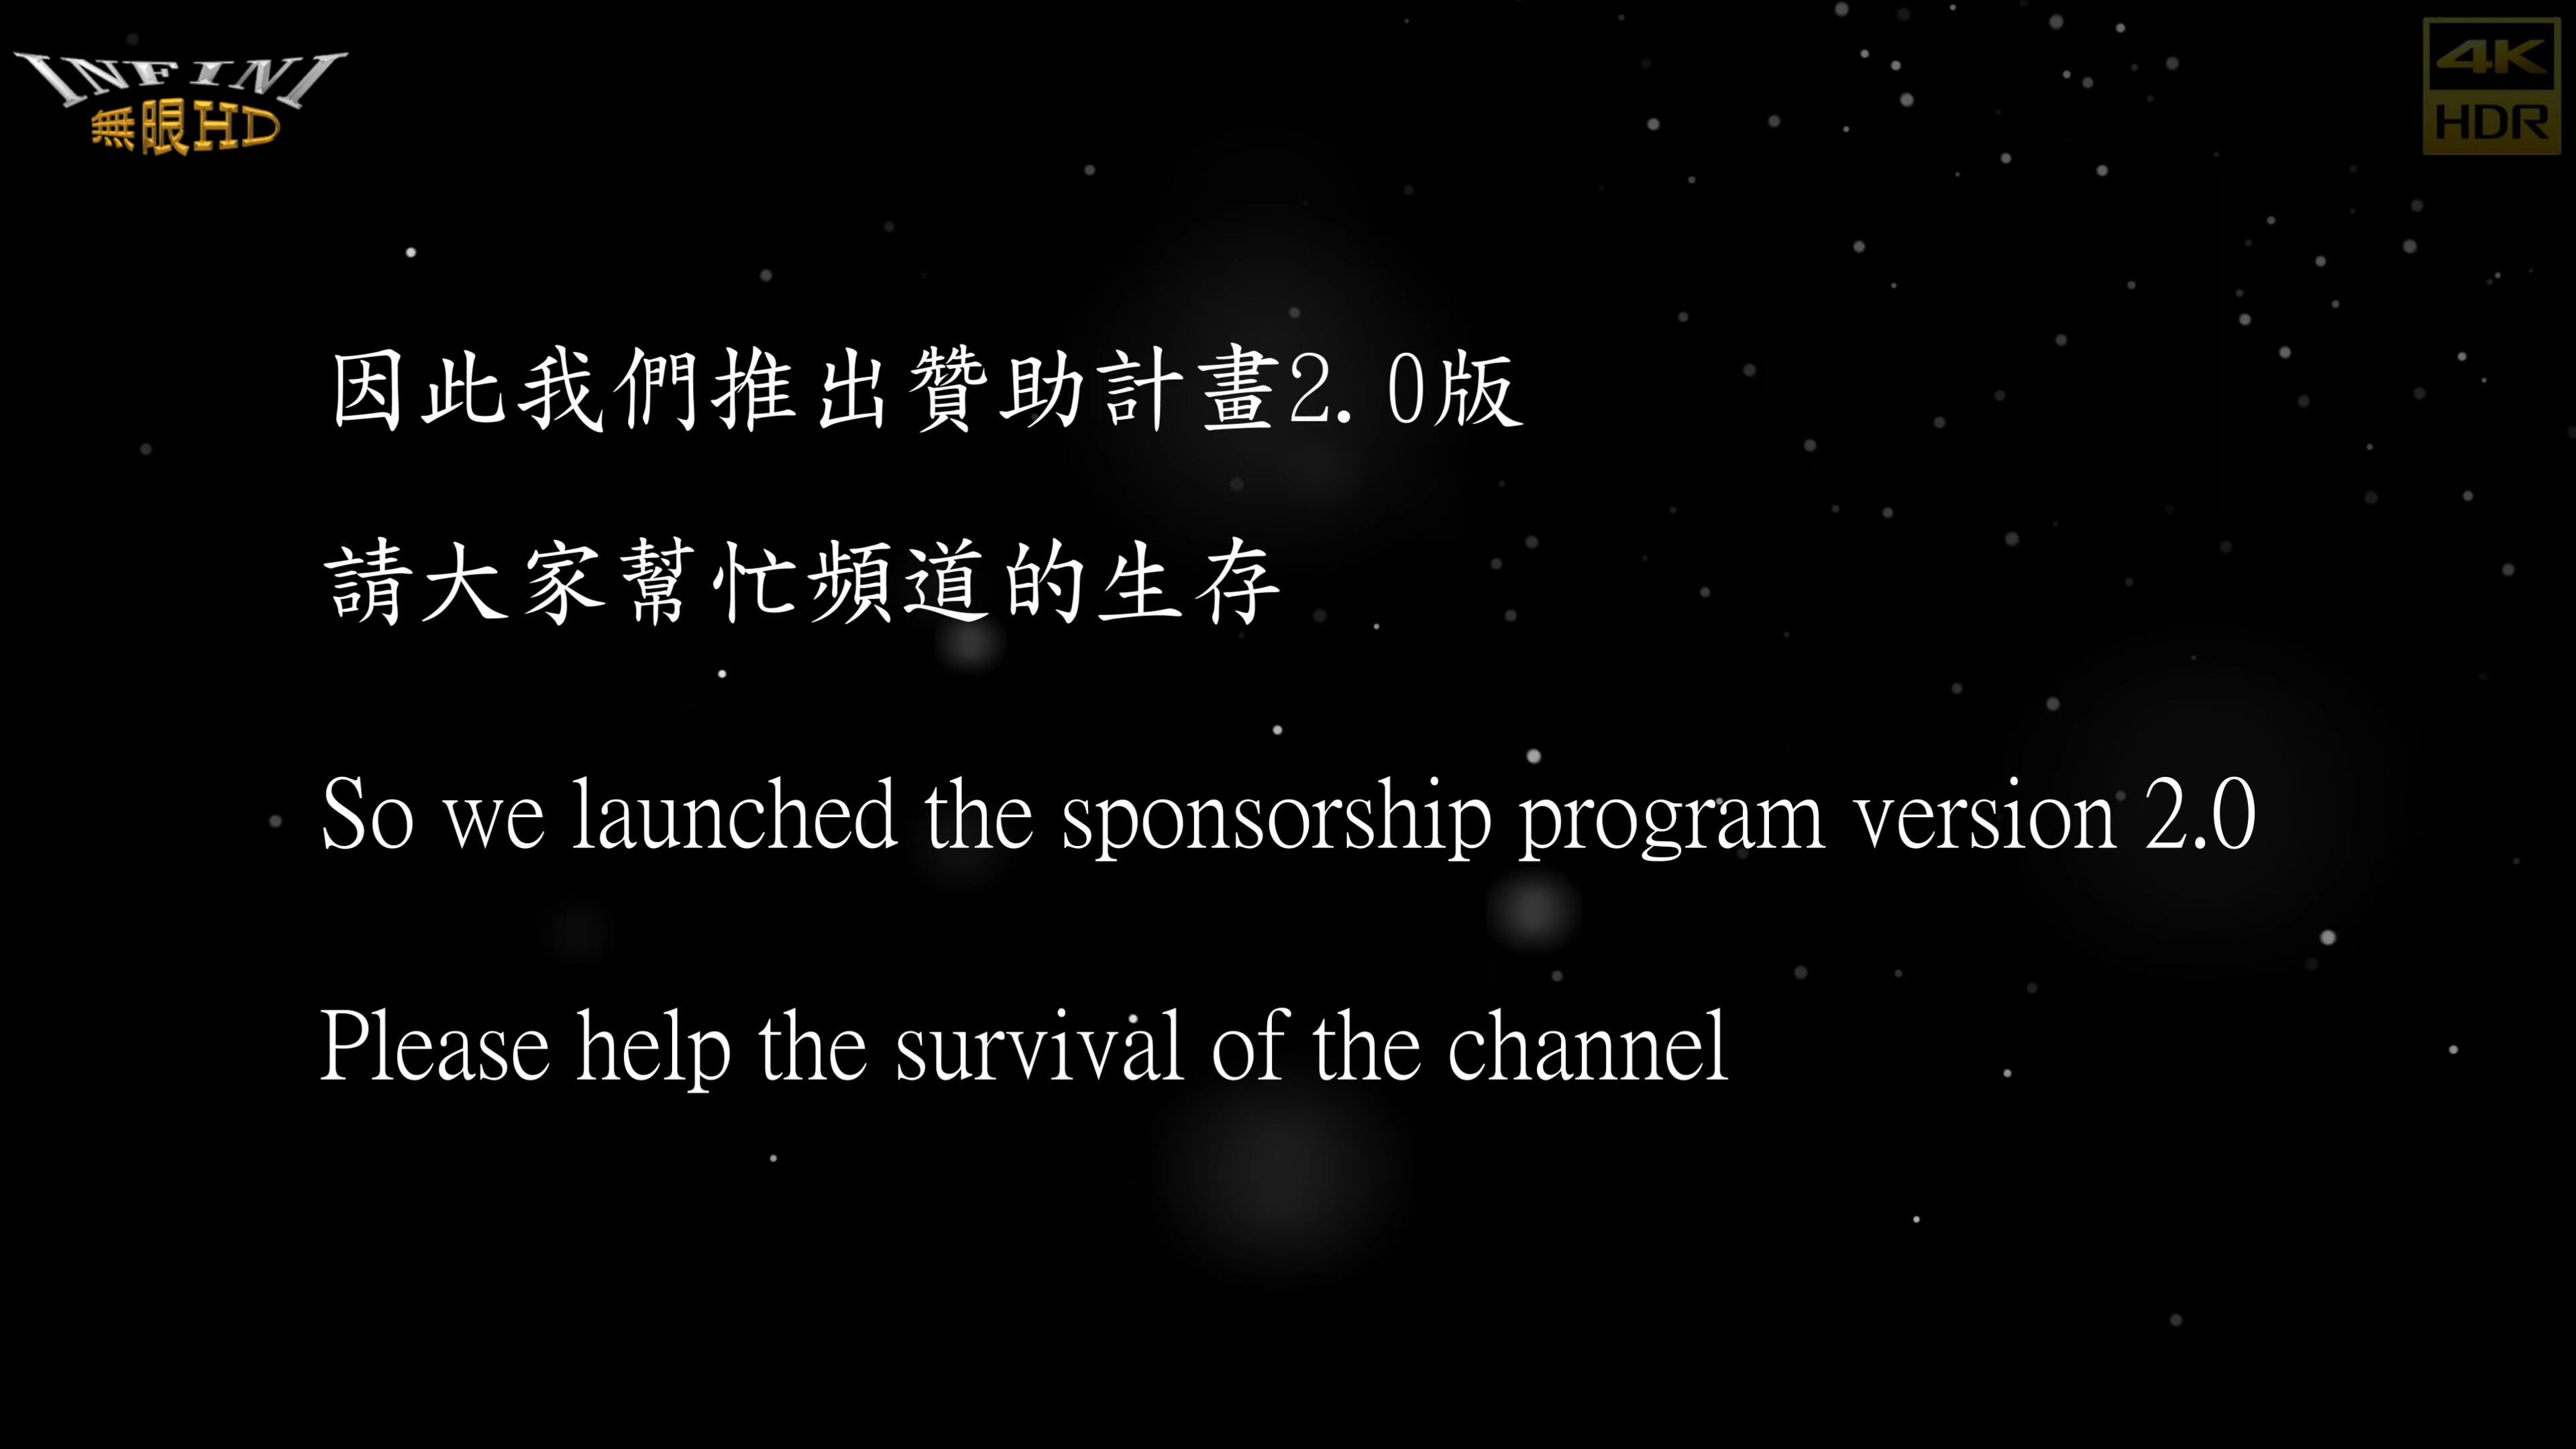 INFINI
無限HD
4K
HDR
因此我們推出贊助計畫2.0版
請大家幫忙頻道的生存
So we launched the sponsorship program version 2.0
Please help the survival of the channel